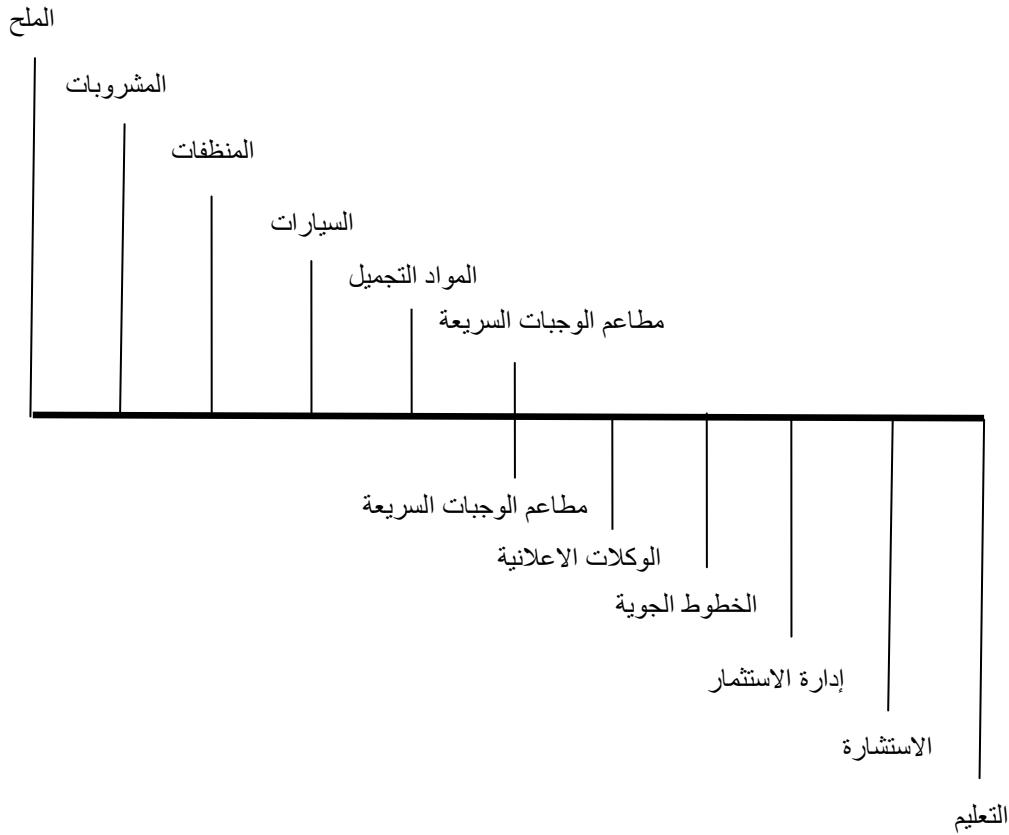 الملح
المشروبات
المنظفات
السيارات
المواد التجميل
مطاعم الوجبات السريعة
مطاعم الوجبات السريعة
الوكلات الاعلانية
الخطوط الجوية
إدارة الاستثمار
الاستشارة
التعليم